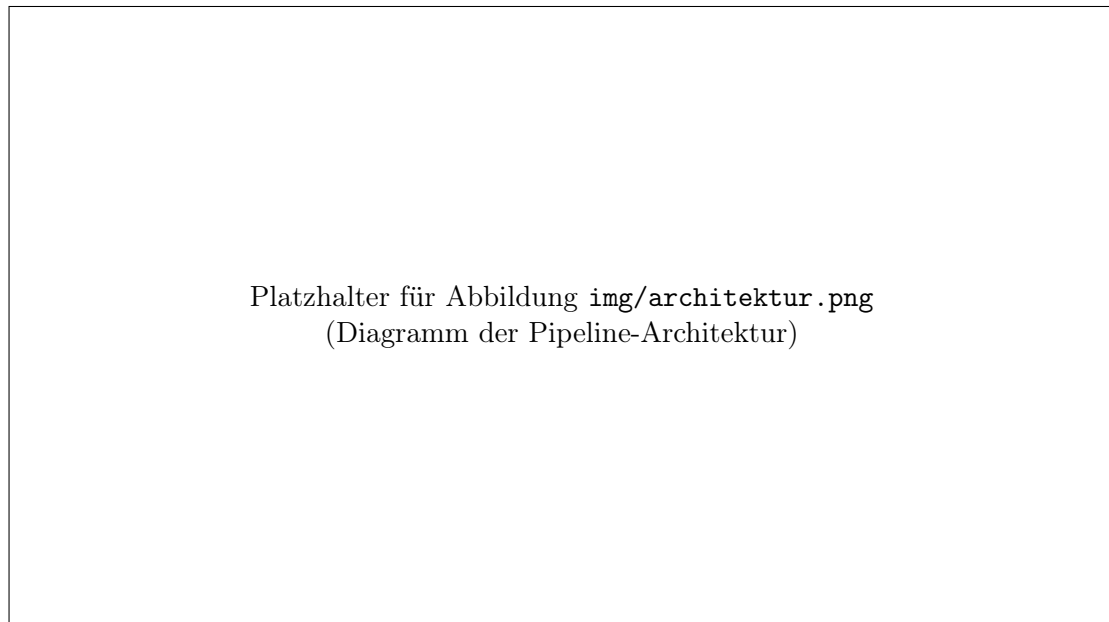 Platzhalter für Abbildung img/architektur.png
(Diagramm der Pipeline-Architektur)